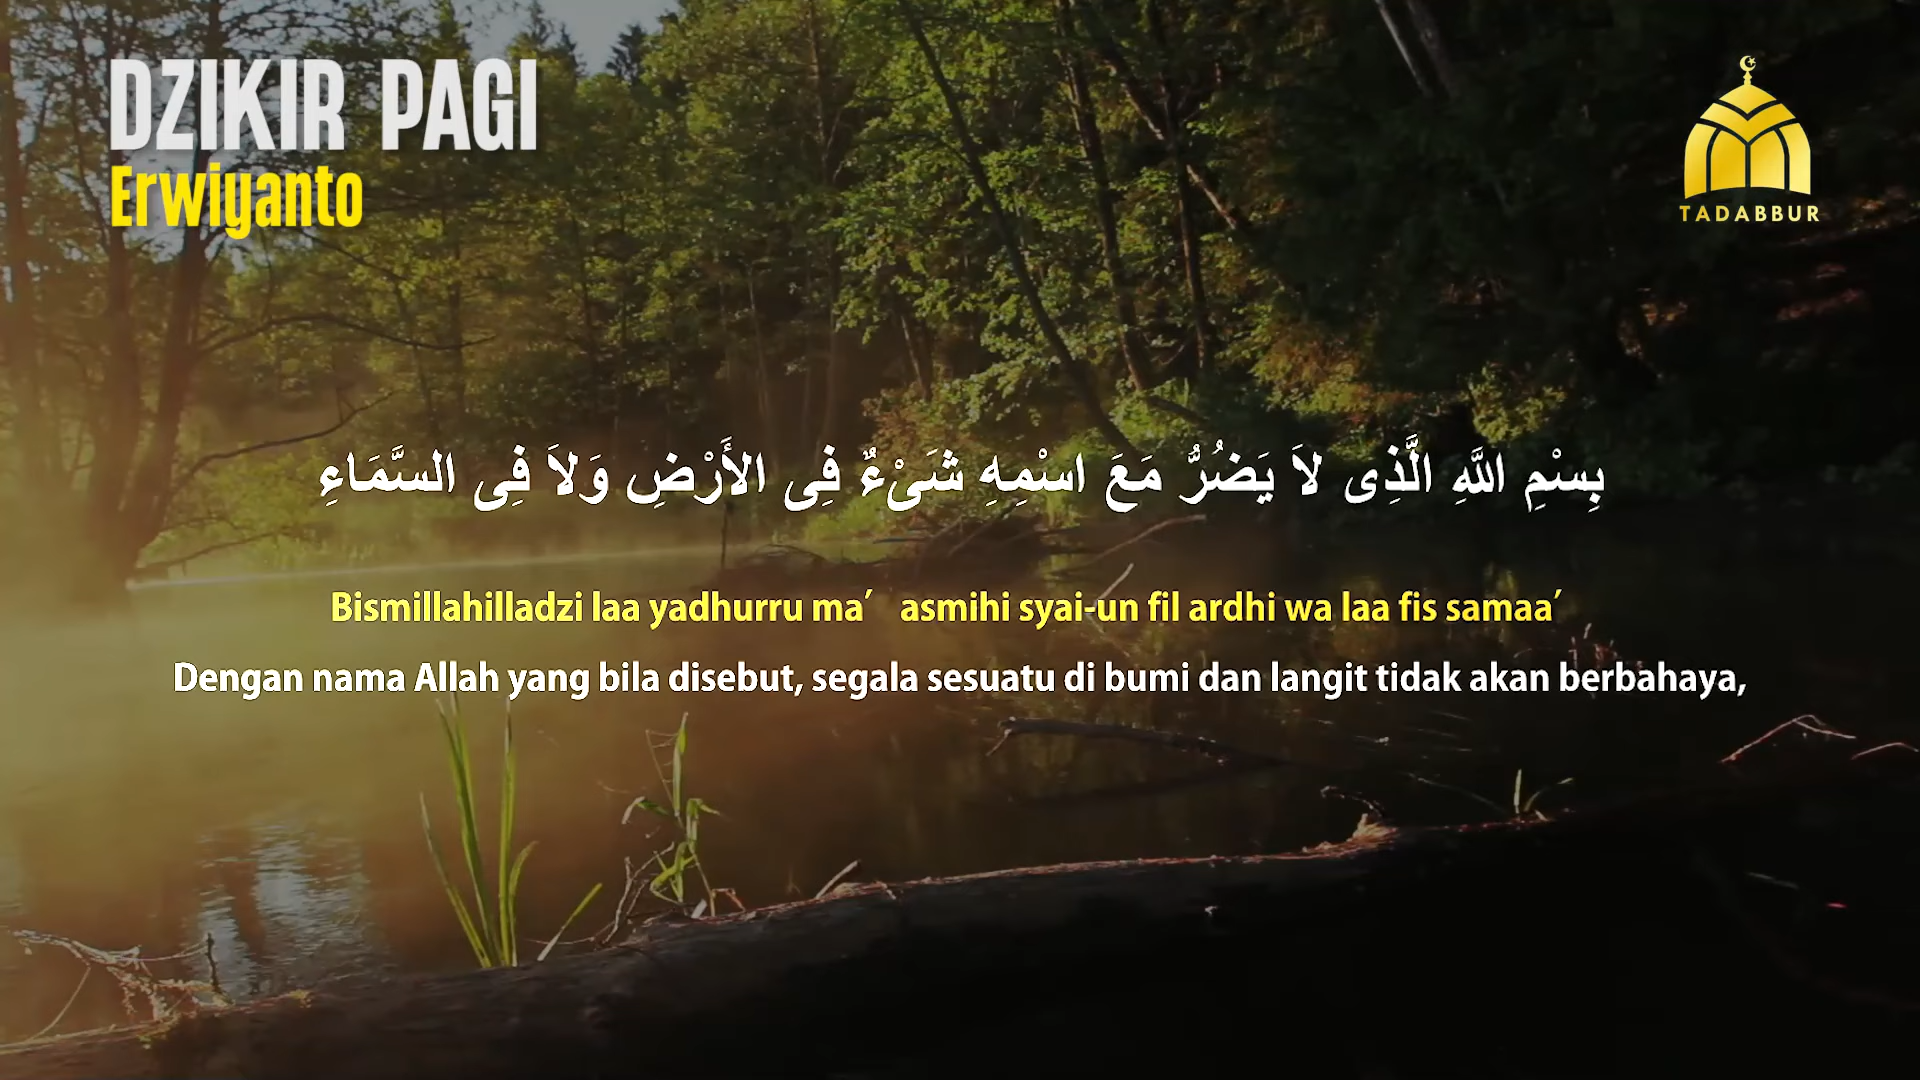 DZIKIR PAGI
Erwiyanto
TADABBUR
بِسْمِ اللَّهِ الَّذِى لاَ يَضُرُّ مَعَ اسْمِهِ شَىْءٌ فِى الأَرْضِ وَلاَ فِى السَّمَاءِ
Bismillahilladzi laa yadhurru ma´ asmihi syai-un fil ardhi wa laa fis samaa´
Dengan nama Allah yang bila disebut, segala sesuatu di bumi dan langit tidak akan berbahaya,